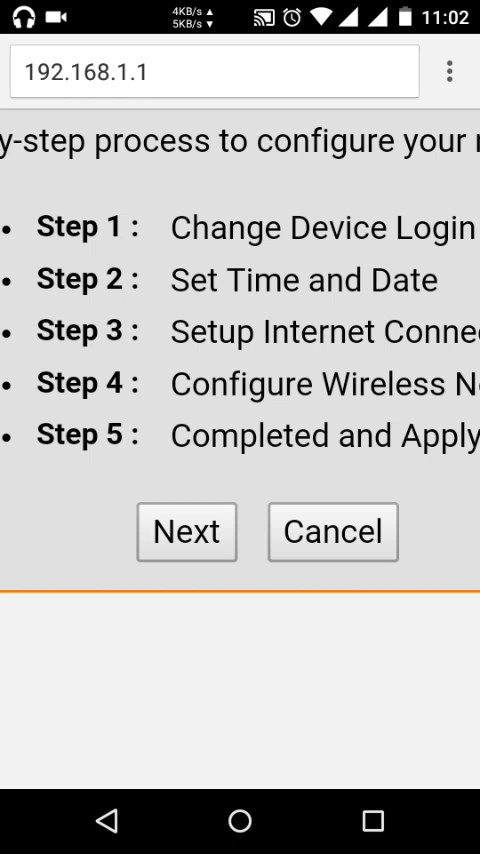 4KB/s
5KB/s
11:02
192.168.1.1
y-step process to configure your
Step 1 : Change Device Login
Step 2 : Set Time and Date
Step 3 : Setup Internet Conne
Step 4 : Configure Wireless N
Step 5 : Completed and Apply
Next Cancel